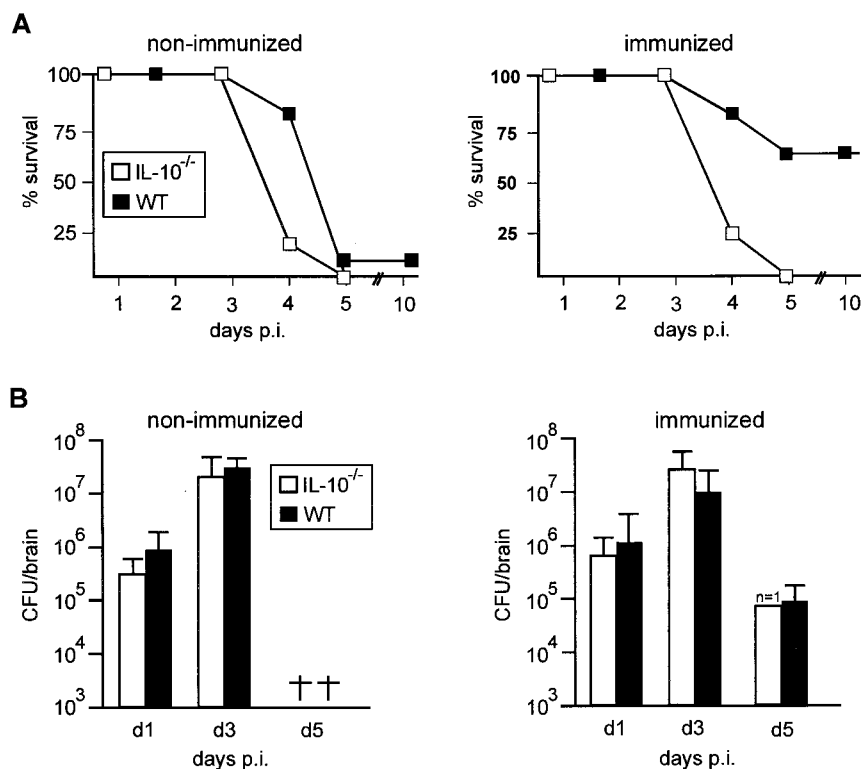 A
non-immunized
% survival
100
75
50
25
IL-10-/-
WT
1 2 3 4 5 10
days p.i.
immunized
% survival
100
75
50
25
1 2 3 4 5 10
days p.i.
B
non-immunized
CFU/brain
10^8
10^7
10^6
10^5
10^4
10^3
IL-10-/-
WT
d1 d3 d5
days p.i.
immunized
CFU/brain
10^8
10^7
10^6
10^5
10^4
10^3
n=1
d1 d3 d5
days p.i.